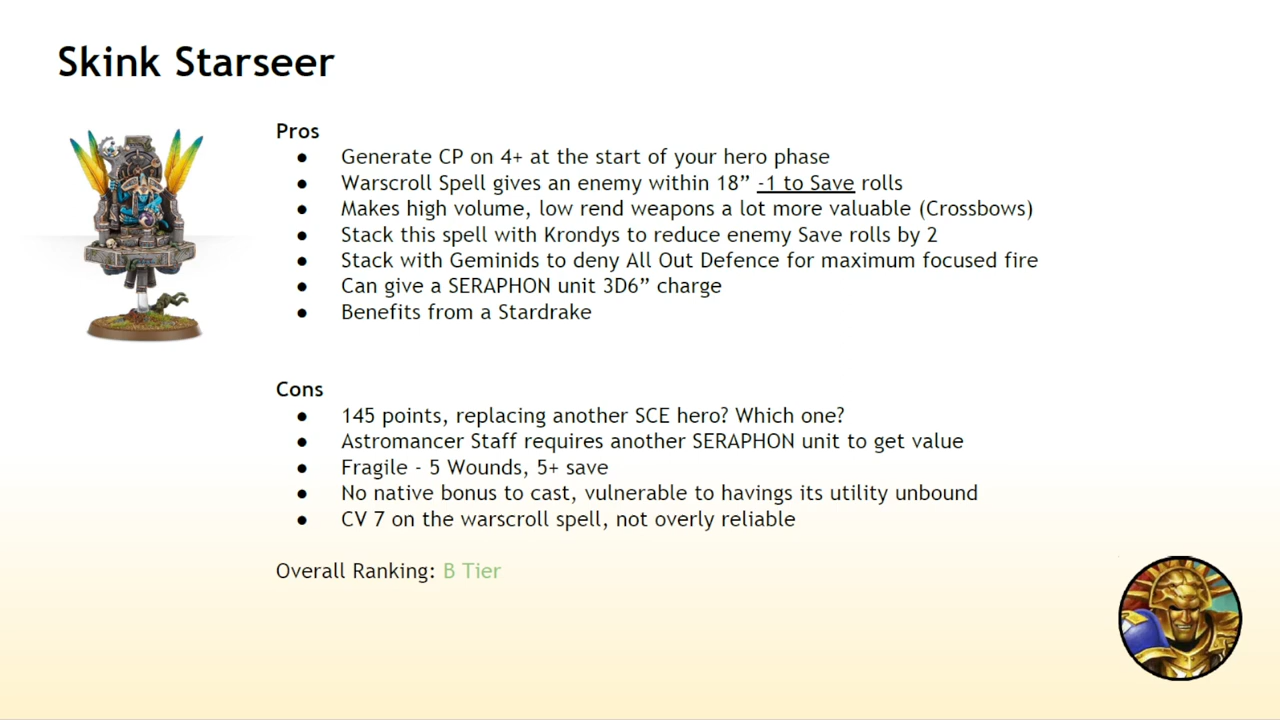 Skink Starseer
Pros
● Generate CP on 4+ at the start of your hero phase
● Warscroll Spell gives an enemy within 18” -1 to Save rolls
● Makes high volume, low rend weapons a lot more valuable (Crossbows)
● Stack this spell with Krondys to reduce enemy Save rolls by 2
● Stack with Geminids to deny All Out Defence for maximum focused fire
● Can give a SERAPHON unit 3D6” charge
● Benefits from a Stardrake
Cons
● 145 points, replacing another SCE hero? Which one?
● Astromancer Staff requires another SERAPHON unit to get value
● Fragile - 5 Wounds, 5+ save
● No native bonus to cast, vulnerable to havings its utility unbound
● CV 7 on the warscroll spell, not overly reliable
Overall Ranking: B Tier